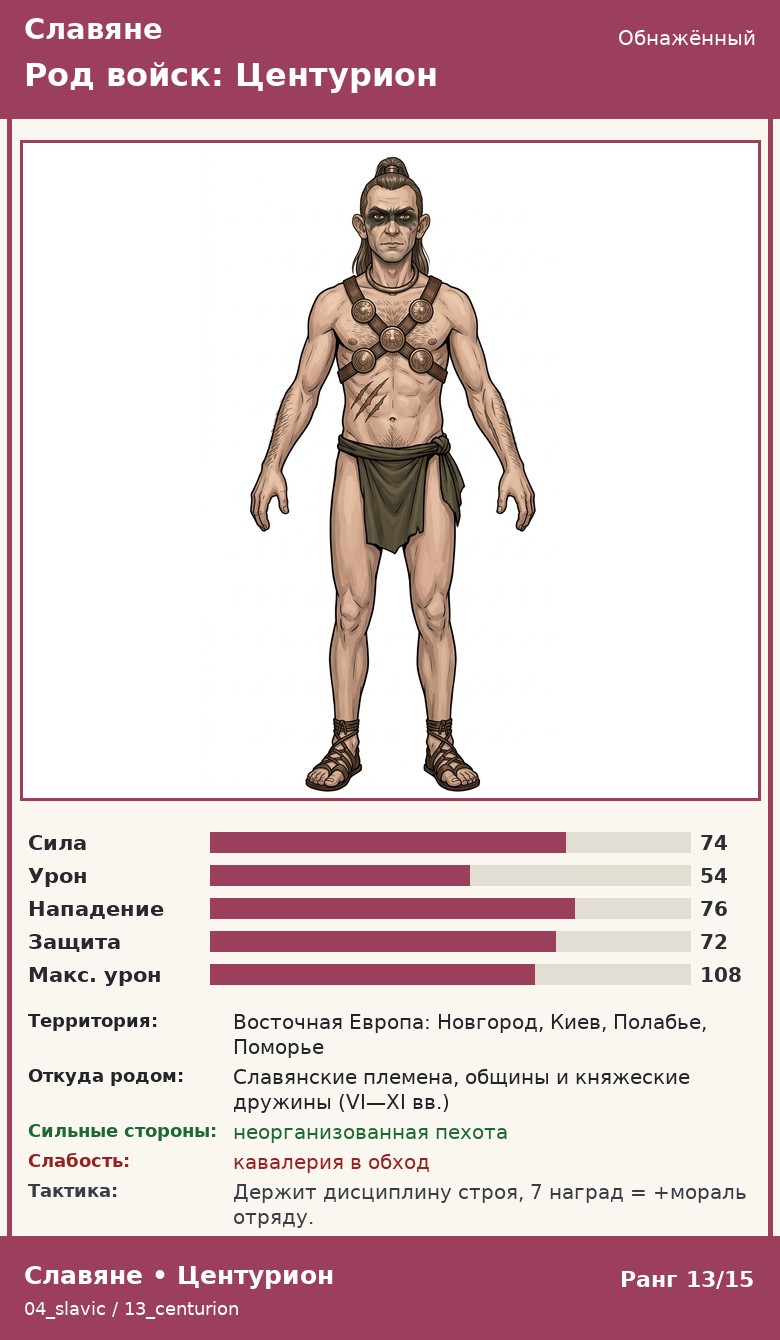 Славяне
Обнажённый
Род войск: Центурион
Сила 74
Урон 54
Нападение 76
Защита 72
Макс. урон 108
Территория: Восточная Европа: Новгород, Киев, Полабье,
Поморье
Откуда родом: Славянские племена, общины и княжеские
дружины (VI—XI вв.)
Сильные стороны: неорганизованная пехота
Слабость: кавалерия в обход
Тактика: Держит дисциплину строя, 7 наград = +мораль
отряду.
Славяне • Центурион
Ранг 13/15
04_slavic / 13_centurion